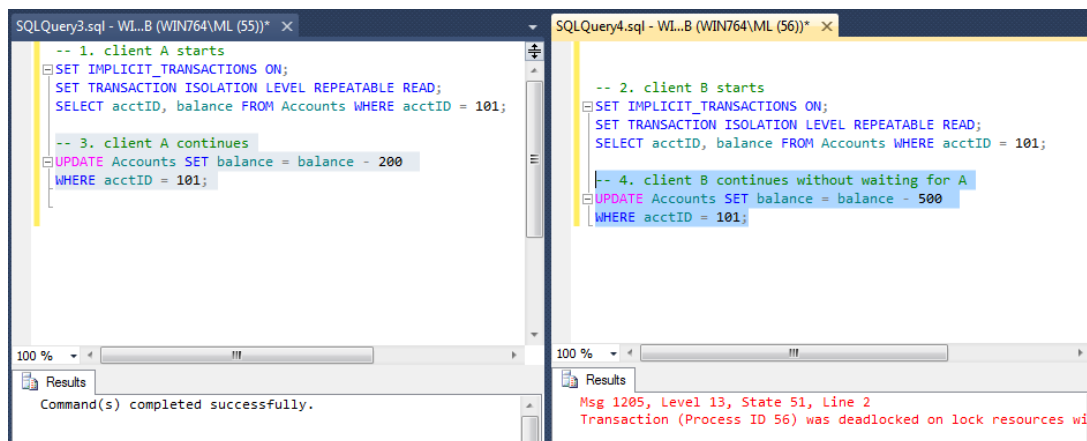 SQLQuery3.sql - WI...B (WIN764\ML (55))* X
-- 1. client A starts
SET IMPLICIT_TRANSACTIONS ON;
SET TRANSACTION ISOLATION LEVEL REPEATABLE READ;
SELECT acctID, balance FROM Accounts WHERE acctID = 101;
-- 3. client A continues
UPDATE Accounts SET balance = balance - 200
WHERE acctID = 101;
100 %
Results
Command(s) completed successfully.
SQLQuery4.sql - WI...B (WIN764\ML (56))* X
-- 2. client B starts
SET IMPLICIT_TRANSACTIONS ON;
SET TRANSACTION ISOLATION LEVEL REPEATABLE READ;
SELECT acctID, balance FROM Accounts WHERE acctID = 101;
-- 4. client B continues without waiting for A
UPDATE Accounts SET balance = balance - 500
WHERE acctID = 101;
100 %
Results
Msg 1205, Level 13, State 51, Line 2
Transaction (Process ID 56) was deadlocked on lock resources wi